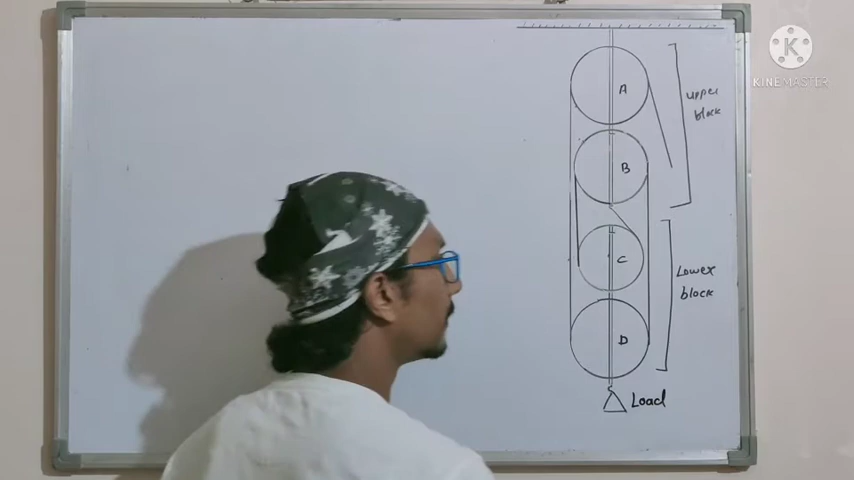 KINEMASTER
A
Upper
block
B
C
Lower
block
D
Load